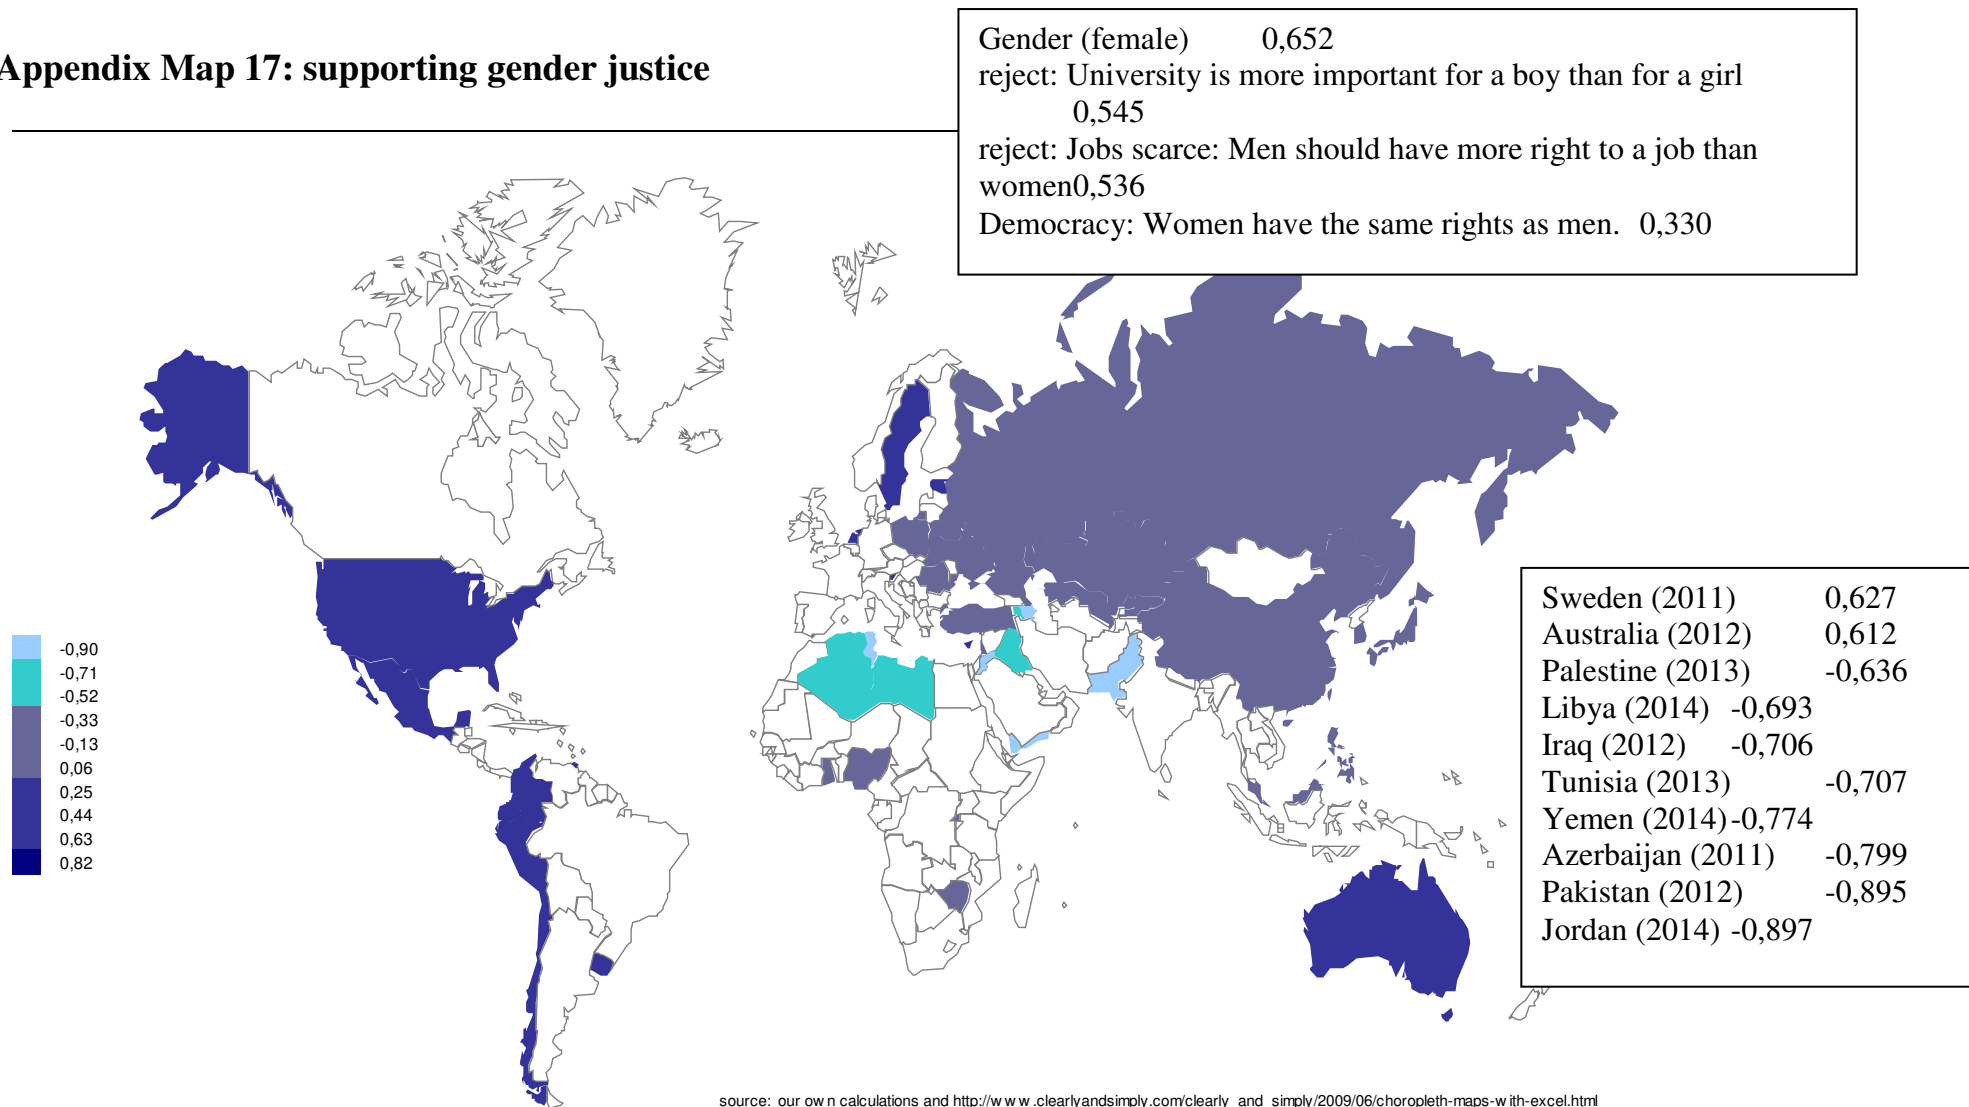 Appendix Map 17: supporting gender justice
Gender (female) 0,652
reject: University is more important for a boy than for a girl
0,545
reject: Jobs scarce: Men should have more right to a job than
women0,536
Democracy: Women have the same rights as men. 0,330
-0,90
-0,71
-0,52
-0,33
-0,13
0,06
0,25
0,44
0,63
0,82
Sweden (2011) 0,627
Australia (2012) 0,612
Palestine (2013) -0,636
Libya (2014) -0,693
Iraq (2012) -0,706
Tunisia (2013) -0,707
Yemen (2014) -0,774
Azerbaijan (2011) -0,799
Pakistan (2012) -0,895
Jordan (2014) -0,897
source: our own calculations and http://www.clearlyandsimply.com/clearly_and_simply/2009/06/choropleth-maps-with-excel.html